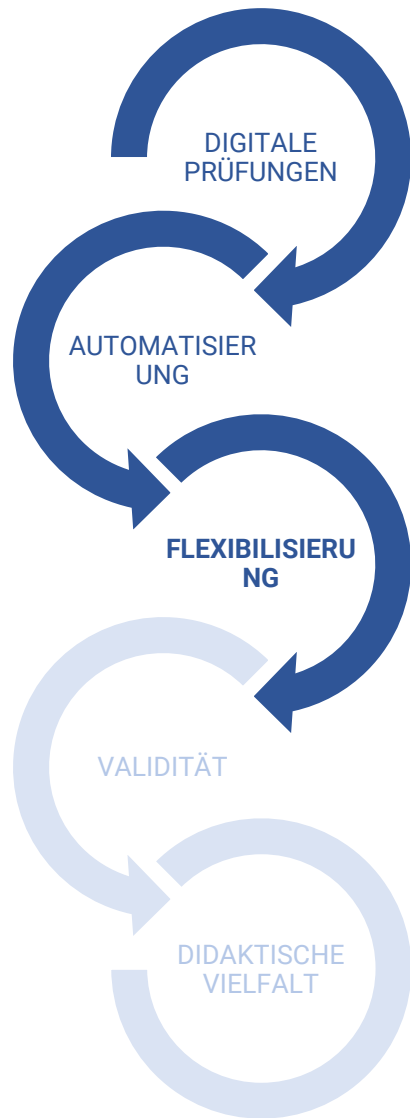 DIGITALE
PRÜFUNGEN
AUTOMATISIER
UNG
FLEXIBILISIERU
NG
VALIDITÄT
DIDAKTISCHE
VIELFALT